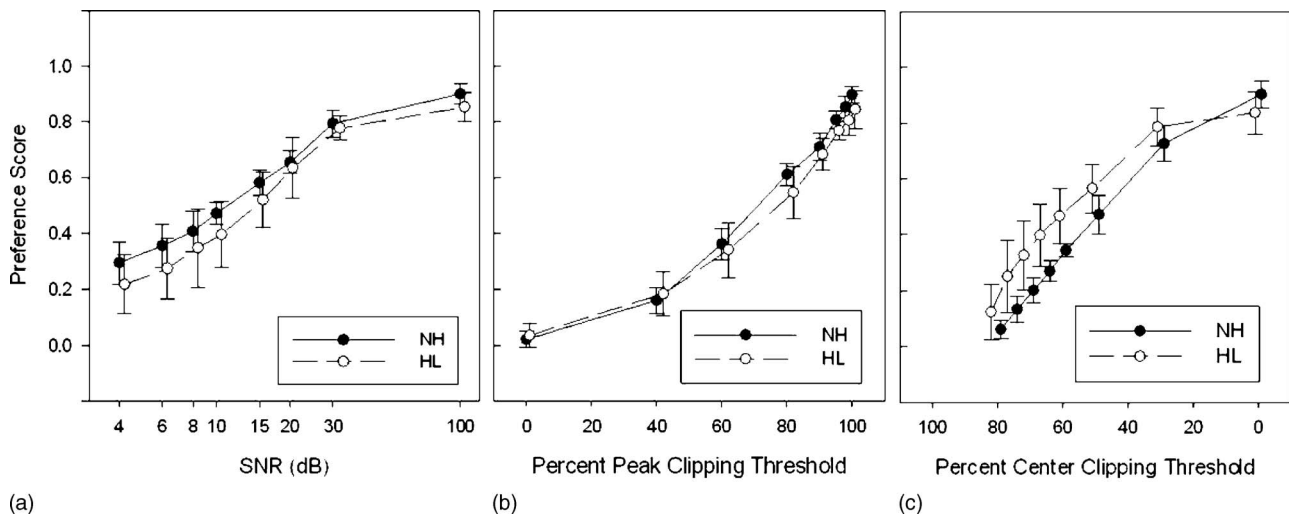 Preference Score
1.0
0.8
0.6
0.4
0.2
0.0
NH
HL
4 6 8 10 15 20 30 100
SNR (dB)
(a)
NH
HL
0 40 60 80 100
Percent Peak Clipping Threshold
(b)
NH
HL
100 80 60 40 20 0
Percent Center Clipping Threshold
(c)